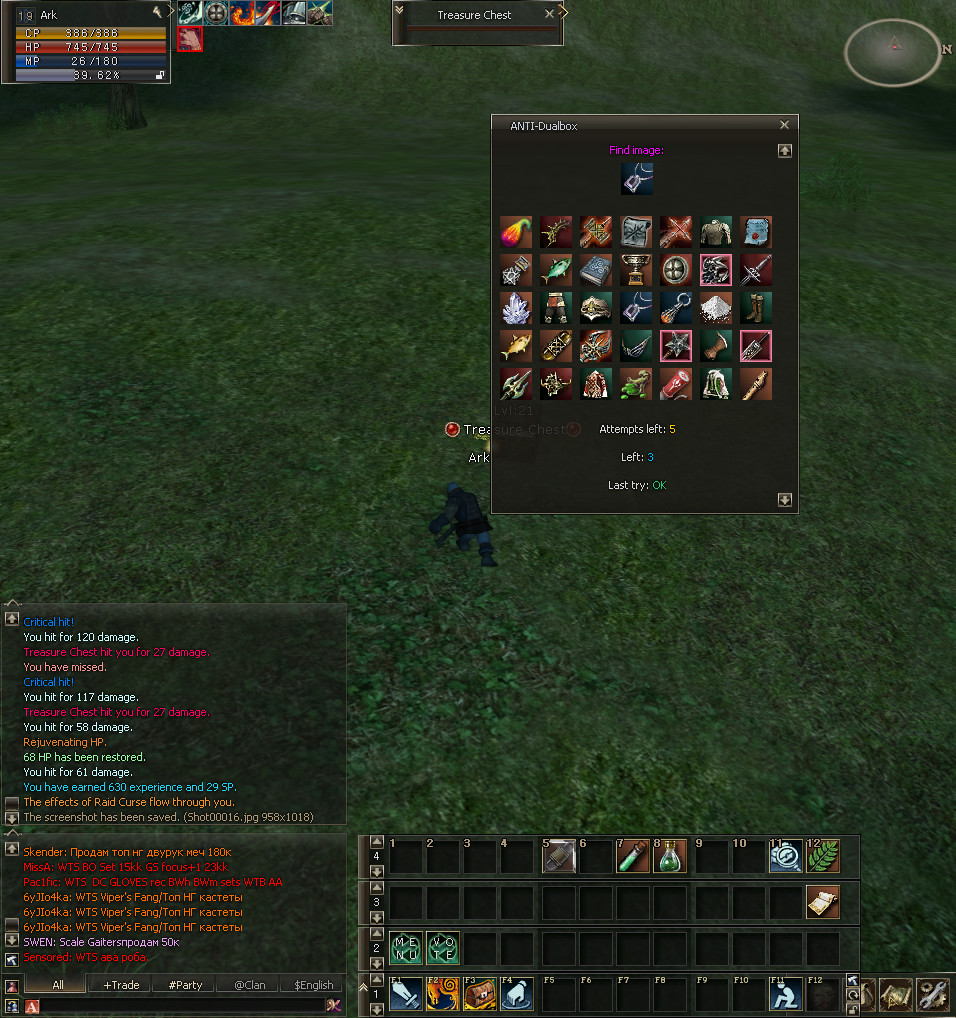 19 Ark
CP 386/386
HP 745/745
MP 26/180
39.62%
Treasure Chest
N
ANTI-Dualbox
Find image:
Lvl:21
Treasure Chest
Ark
Attempts left: 5
Left: 3
Last try: OK
Critical hit!
You hit for 120 damage.
Treasure Chest hit you for 27 damage.
You have missed.
Critical hit!
You hit for 117 damage.
Treasure Chest hit you for 27 damage.
You hit for 58 damage.
Rejuvenating HP.
68 HP has been restored.
You hit for 61 damage.
You have earned 630 experience and 29 SP.
The effects of Raid Curse flow through you.
The screenshot has been saved. (Shot00016.jpg 958x1018)
Skender: Продам топ нг двурук меч 180к
MissA: WTS BO Set 15kk GS focus+1 23kk
Pac1fic: WTS DC GLOVES rec BWh BWm sets WTB AA
6yJIo4ka: WTS Viper's Fang/Топ НГ кастеты
6yJIo4ka: WTS Viper's Fang/Топ НГ кастеты
6yJIo4ka: WTS Viper's Fang/Топ НГ кастеты
SWEN: Scale Gaitersпродам 50к
Sensored: WTS ава роба
All +Trade #Party @Clan $English
A
1 2 3 4 5 6 7 8 9 10 11 12
4
3
2
MENU VOTE
1
F1 F2 F3 F4 F5 F6 F7 F8 F9 F10 F11 F12